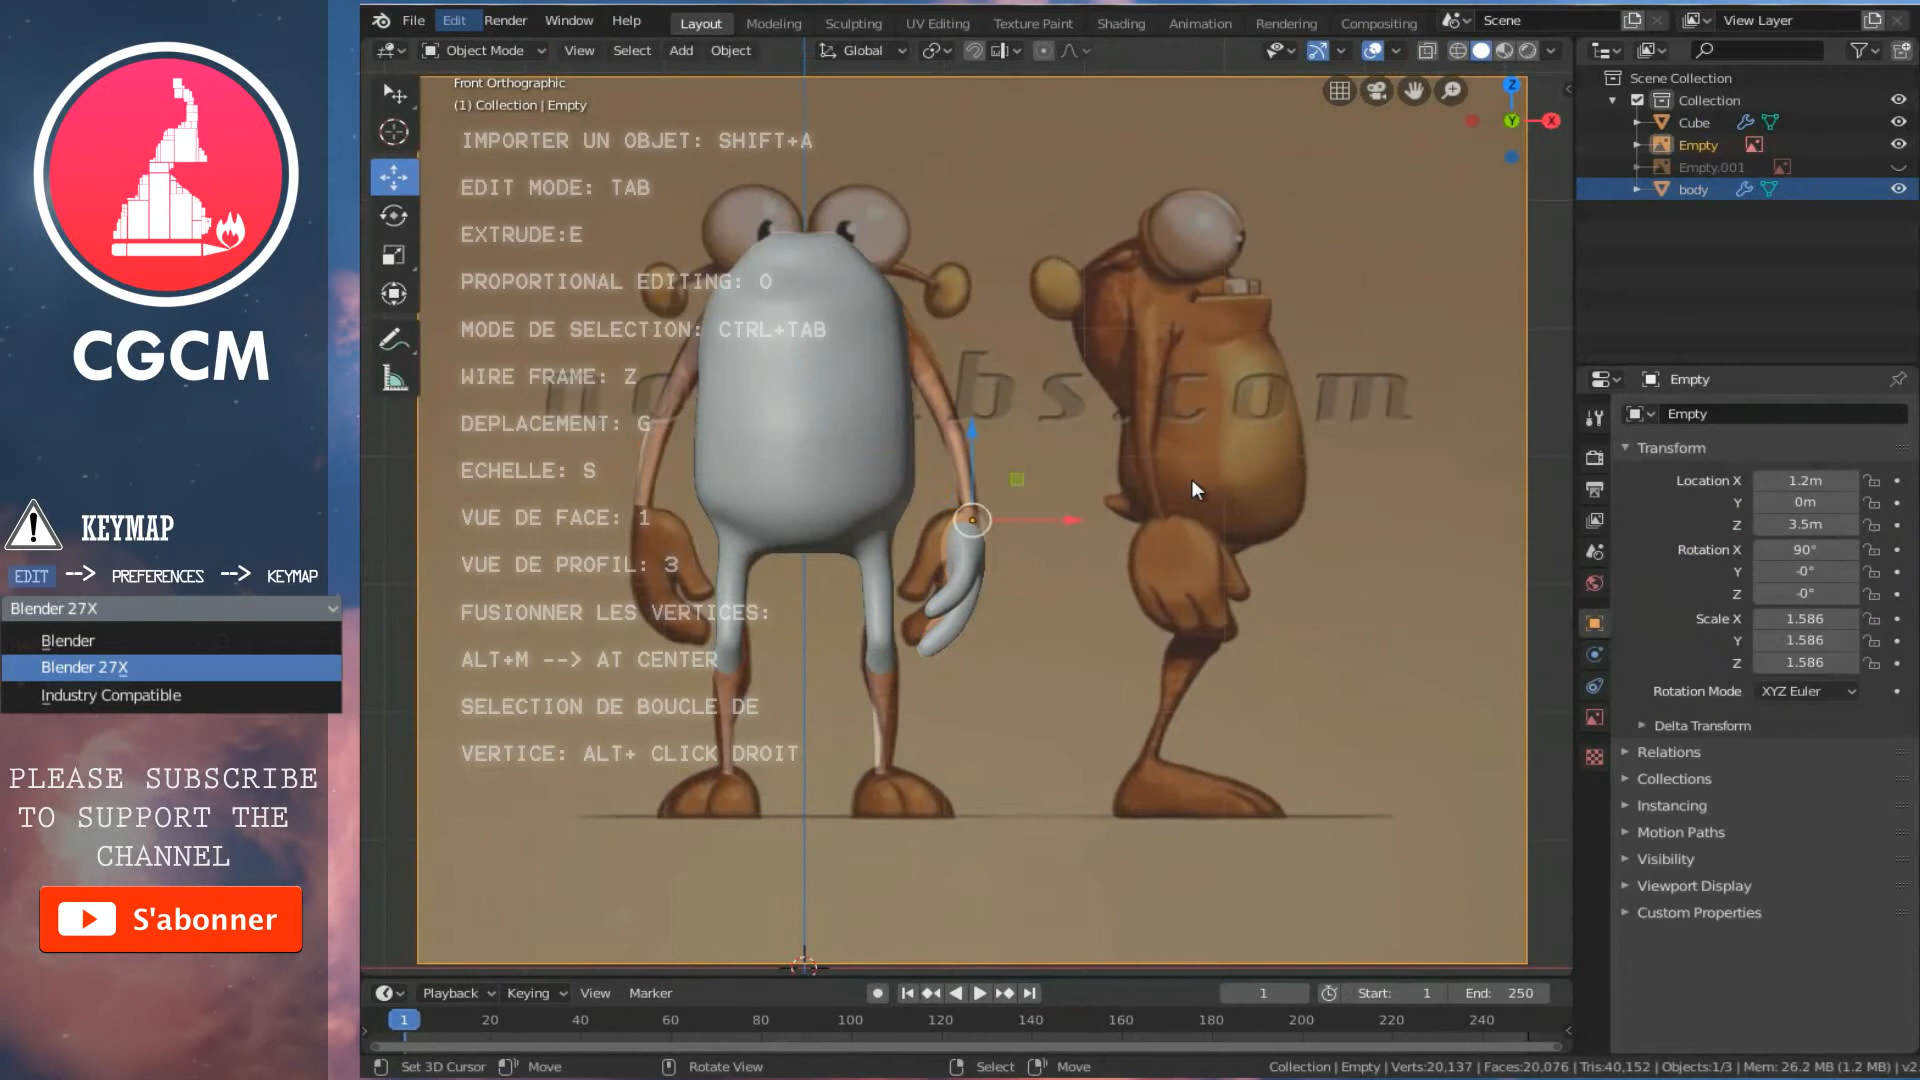 CGCM
KEYMAP
EDIT --> PREFERENCES --> KEYMAP
Blender 27X
Blender
Blender 27X
Industry Compatible
PLEASE SUBSCRIBE
TO SUPPORT THE
CHANNEL
S'abonner
File Edit Render Window Help
Layout Modeling Sculpting UV Editing Texture Paint Shading Animation Rendering Compositing
Scene
View Layer
Object Mode View Select Add Object
Global
Front Orthographic
(1) Collection | Empty
IMPORTER UN OBJET: SHIFT+A
EDIT MODE: TAB
EXTRUDE:E
PROPORTIONAL EDITING: O
MODE DE SELECTION: CTRL+TAB
WIRE FRAME: Z
DEPLACEMENT: G
ECHELLE: S
VUE DE FACE: 1
VUE DE PROFIL: 3
FUSIONNER LES VERTICES:
ALT+M --> AT CENTER
SELECTION DE BOUCLE DE
VERTICE: ALT+ CLICK DROIT
bs.com
Z
Y
X
Scene Collection
Collection
Cube
Empty
Empty.001
body
Empty
Empty
Transform
Location X 1.2m
Y 0m
Z 3.5m
Rotation X 90°
Y -0°
Z -0°
Scale X 1.586
Y 1.586
Z 1.586
Rotation Mode XYZ Euler
Delta Transform
Relations
Collections
Instancing
Motion Paths
Visibility
Viewport Display
Custom Properties
Playback Keying View Marker
1 Start: 1 End: 250
1 20 40 60 80 100 120 140 160 180 200 220 240
Set 3D Cursor Move Rotate View Select Move
Collection | Empty | Verts:20,137 | Faces:20,076 | Tris:40,152 | Objects:1/3 | Mem: 26.2 MB (1.2 MB) | v2